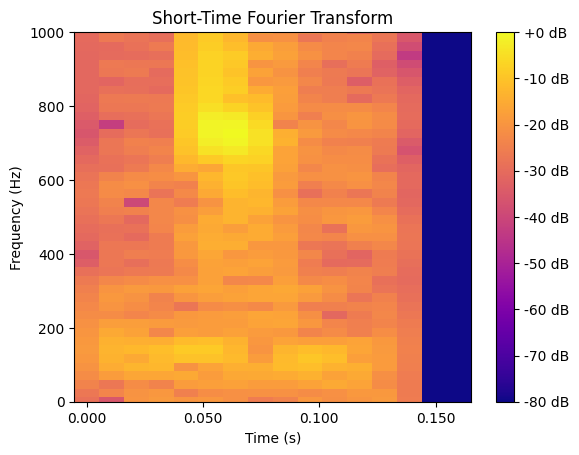 Short-Time Fourier Transform
1000
800
600
400
200
0
Frequency (Hz)
0.000
0.050
0.100
0.150
Time (s)
+0 dB
-10 dB
-20 dB
-30 dB
-40 dB
-50 dB
-60 dB
-70 dB
-80 dB